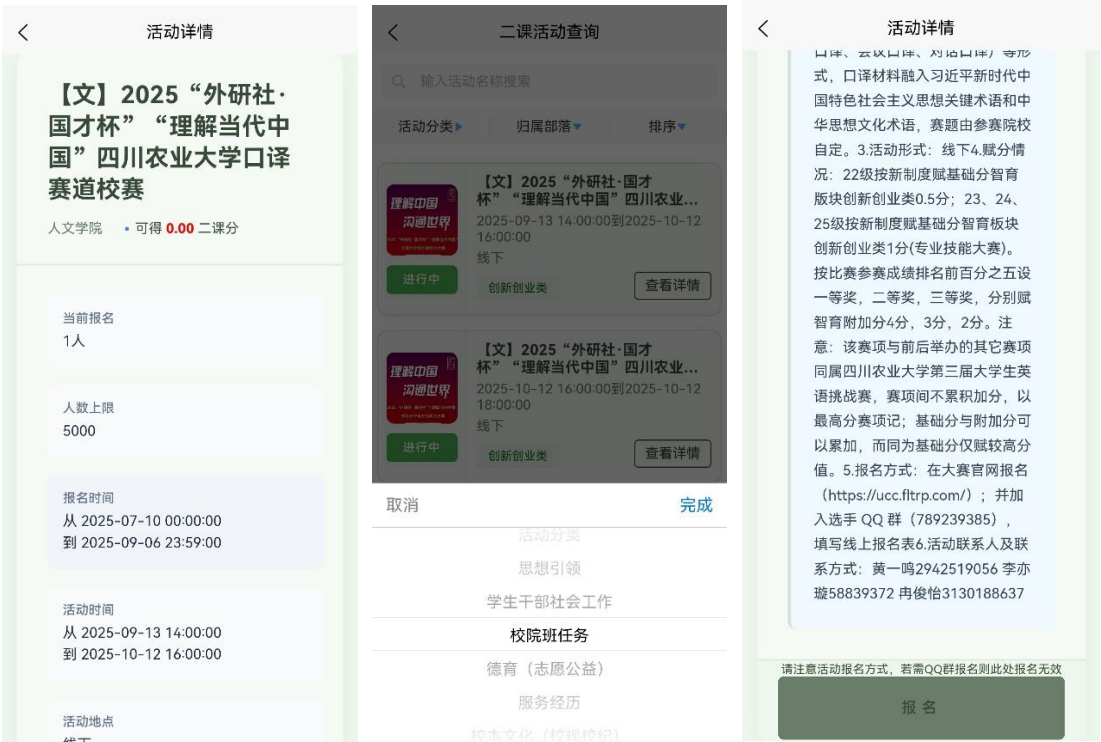 活动详情
【文】2025“外研社·
国才杯”“理解当代中
国”四川农业大学口译
赛道校赛
人文学院 • 可得 0.00 二课分
当前报名
1人
人数上限
5000
报名时间
从 2025-07-10 00:00:00
到 2025-09-06 23:59:00
活动时间
从 2025-09-13 14:00:00
到 2025-10-12 16:00:00
活动地点
线下
二课活动查询
输入活动名称搜索
活动分类 归属部落 排序
理解中国
沟通世界
进行中
【文】2025“外研社·国才
杯”“理解当代中国”四川农业...
2025-09-13 14:00:00到2025-10-12
16:00:00
线下
创新创业类
查看详情
理解中国
沟通世界
进行中
【文】2025“外研社·国才
杯”“理解当代中国”四川农业...
2025-10-12 16:00:00到2025-10-12
18:00:00
线下
创新创业类
查看详情
取消 完成
活动分类
思想引领
学生干部社会工作
校院班任务
德育（志愿公益）
服务经历
校本文化（校规校纪）
活动详情
口译、会议口译、对话口译）等形
式，口译材料融入习近平新时代中
国特色社会主义思想关键术语和中
华思想文化术语，赛题由参赛院校
自定。3.活动形式：线下4.赋分情
况：22级按新制度赋基础分智育
版块创新创业类0.5分；23、24、
25级按新制度赋基础分智育板块
创新创业类1分(专业技能大赛)。
按比赛参赛成绩排名前百分之五设
一等奖，二等奖，三等奖，分别赋
智育附加分4分，3分，2分。注
意：该赛项与前后举办的其它赛项
同属四川农业大学第三届大学生英
语挑战赛，赛项间不累积加分，以
最高分赛项记；基础分与附加分可
以累加，而同为基础分仅赋较高分
值。5.报名方式：在大赛官网报名
（https://ucc.fltrp.com/）；并加
入选手 QQ 群（789239385），
填写线上报名表6.活动联系人及联
系方式：黄一鸣2942519056 李亦
璇58839372 冉俊怡3130188637
请注意活动报名方式，若需QQ群报名则此处报名无效
报 名